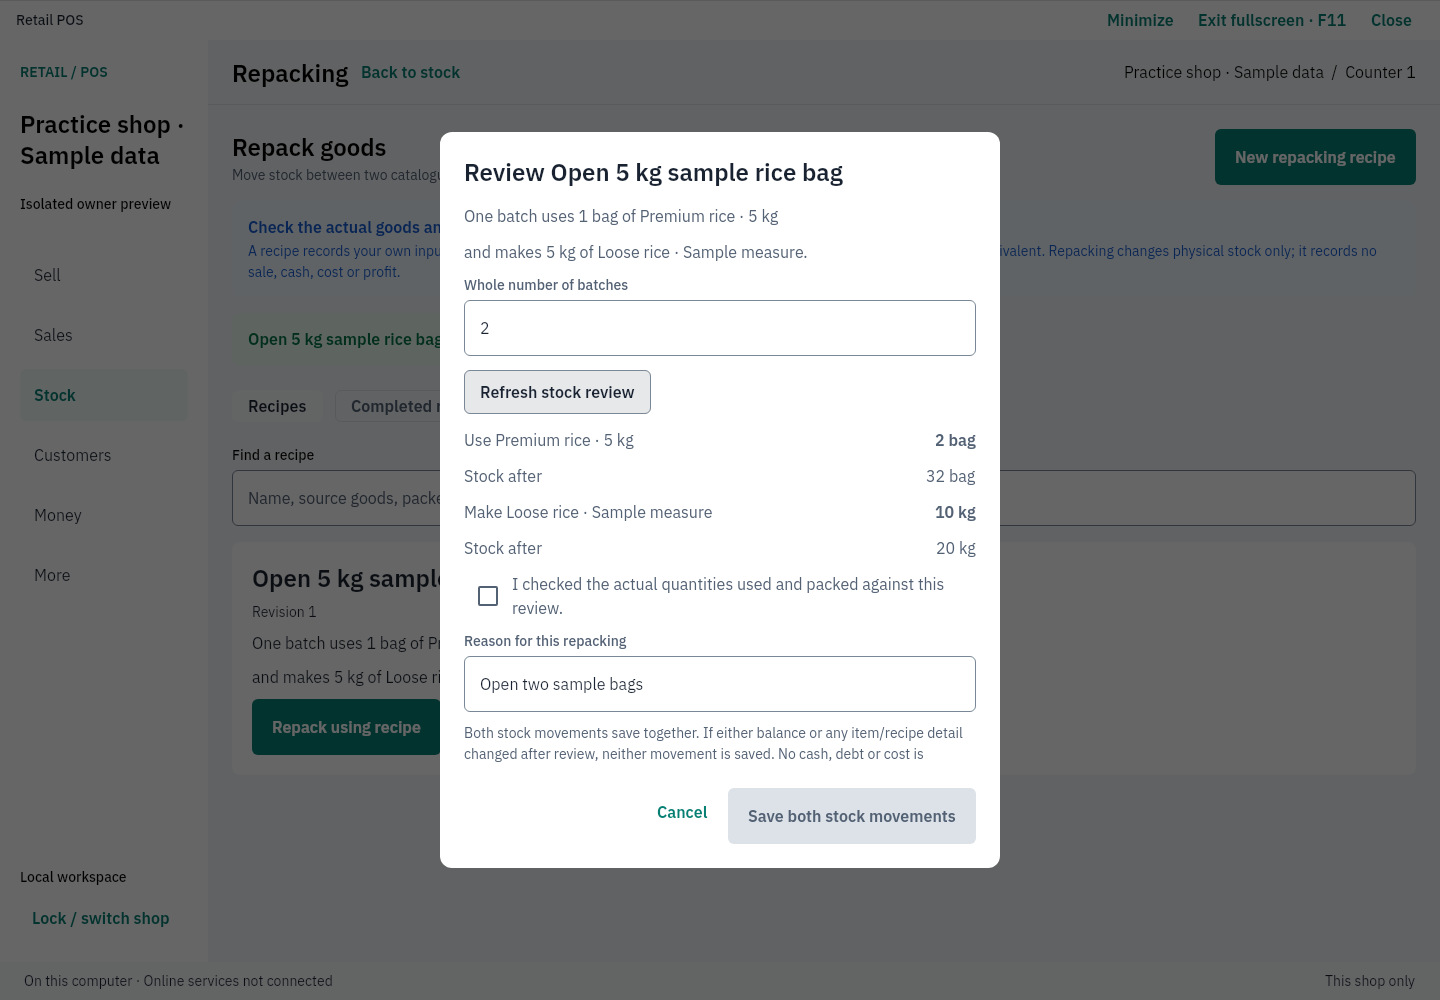 Retail POS
Minimize
Exit fullscreen · F11
Close
RETAIL / POS
Practice shop ·
Sample data
Isolated owner preview
Sell
Sales
Stock
Customers
Money
More
Local workspace
Lock / switch shop
Repacking
Back to stock
Practice shop · Sample data / Counter 1
Repack goods
Move stock between two
New repacking recipe
Check the actual goods
A recipe records your own
Repacking changes physical stock only; it records no
sale, cash, cost or profit.
Open 5 kg sample rice bag
Recipes
Completed
Find a recipe
Name, source goods,
Open 5 kg sample
Revision 1
One batch uses 1 bag of
and makes 5 kg of Loose
Repack using recipe
Review Open 5 kg sample rice bag
One batch uses 1 bag of Premium rice · 5 kg
and makes 5 kg of Loose rice · Sample measure.
Whole number of batches
2
Refresh stock review
Use Premium rice · 5 kg
2 bag
Stock after
32 bag
Make Loose rice · Sample measure
10 kg
Stock after
20 kg
I checked the actual quantities used and packed against this
review.
Reason for this repacking
Open two sample bags
Both stock movements save together. If either balance or any item/recipe detail
changed after review, neither movement is saved. No cash, debt or cost is
Cancel
Save both stock movements
On this computer · Online services not connected
This shop only